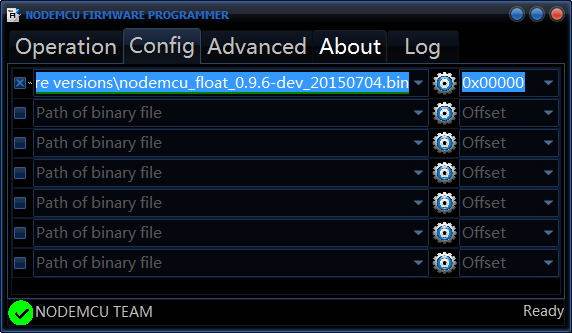 NODEMCU FIRMWARE PROGRAMMER
Operation Config Advanced About Log
re versions\nodemcu_float_0.9.6-dev_20150704.bin 0x00000
Path of binary file Offset
Path of binary file Offset
Path of binary file Offset
Path of binary file Offset
Path of binary file Offset
Path of binary file Offset
NODEMCU TEAM Ready